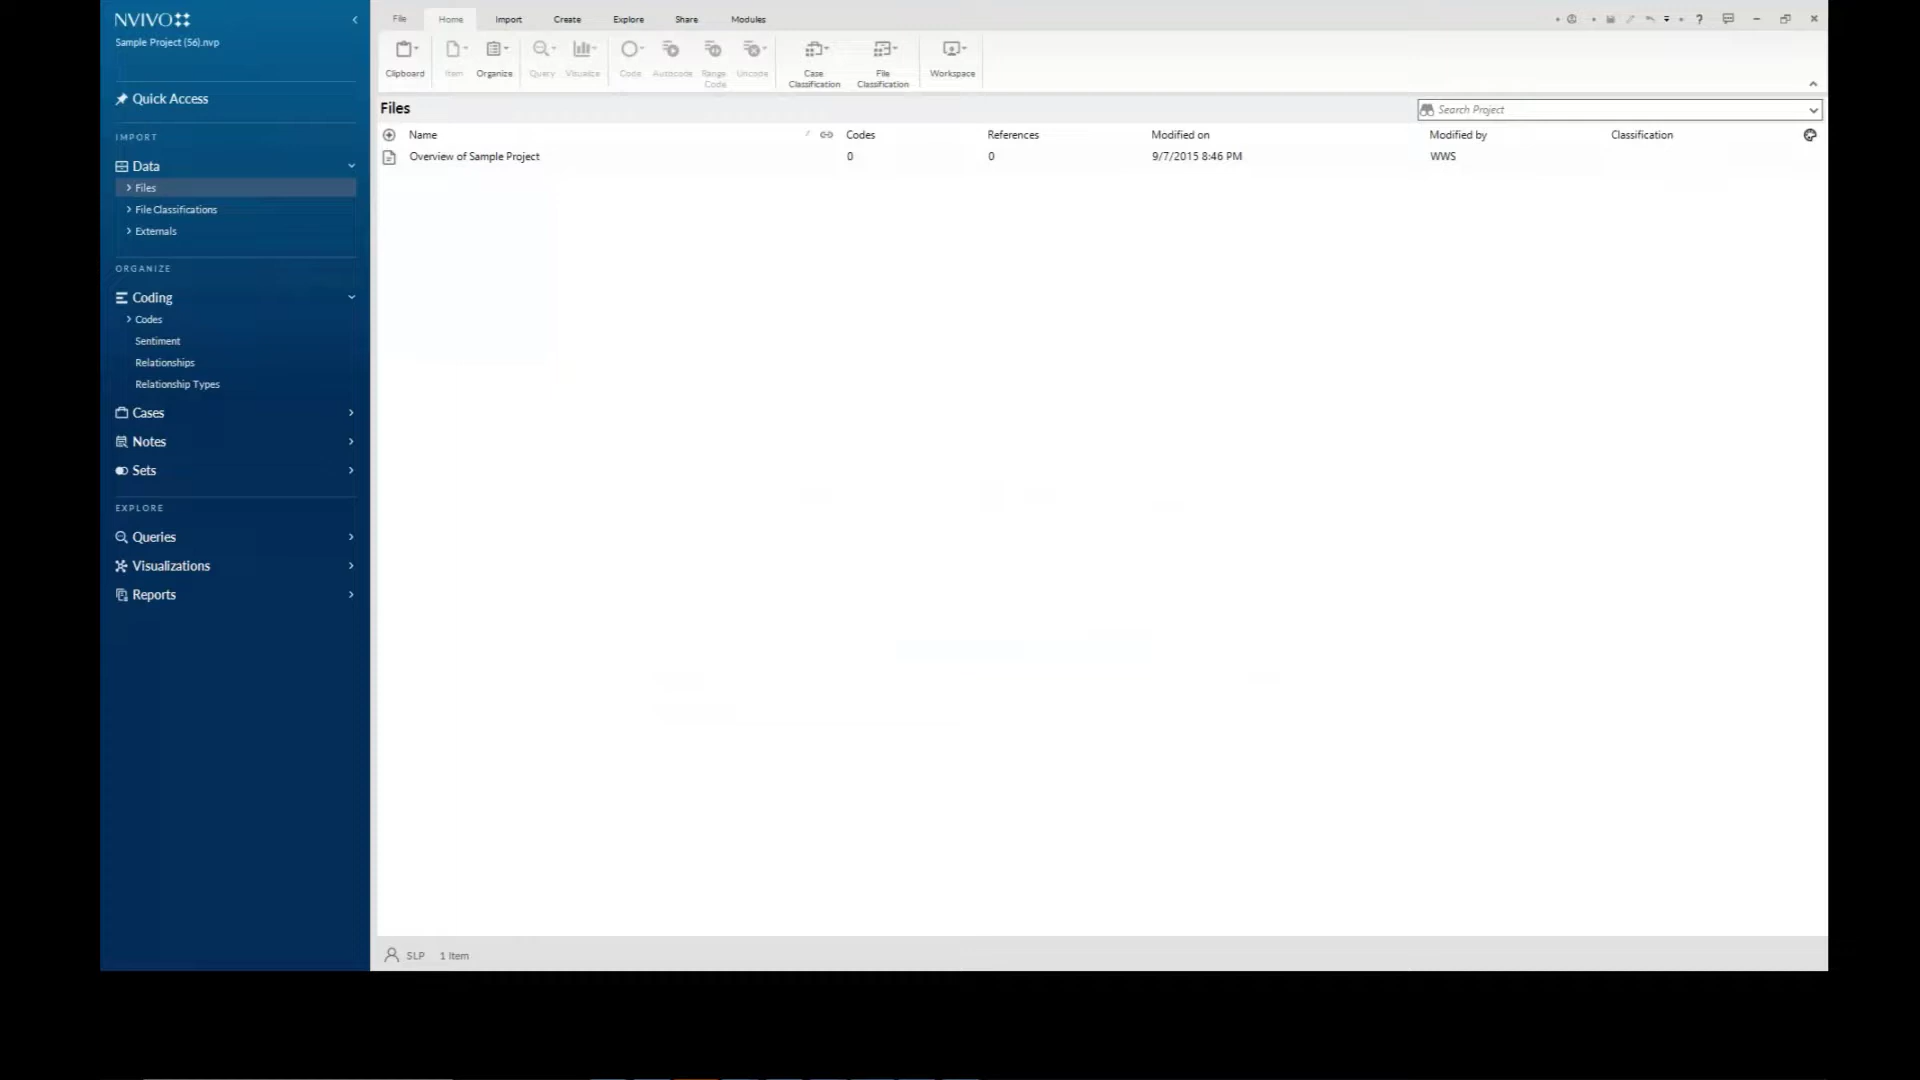 NVIVO
Sample Project (56).nvp
Quick Access
IMPORT
Data
Files
File Classifications
Externals
ORGANIZE
Coding
Codes
Sentiment
Relationships
Relationship Types
Cases
Notes
Sets
EXPLORE
Queries
Visualizations
Reports
File Home Import Create Explore Share Modules
Clipboard Item Organize Query Visualize Code Autocode Range Code Uncode Case Classification File Classification Workspace
Files
Search Project
Name Codes References Modified on Modified by Classification
Overview of Sample Project 0 0 9/7/2015 8:46 PM WWS
SLP 1 Item